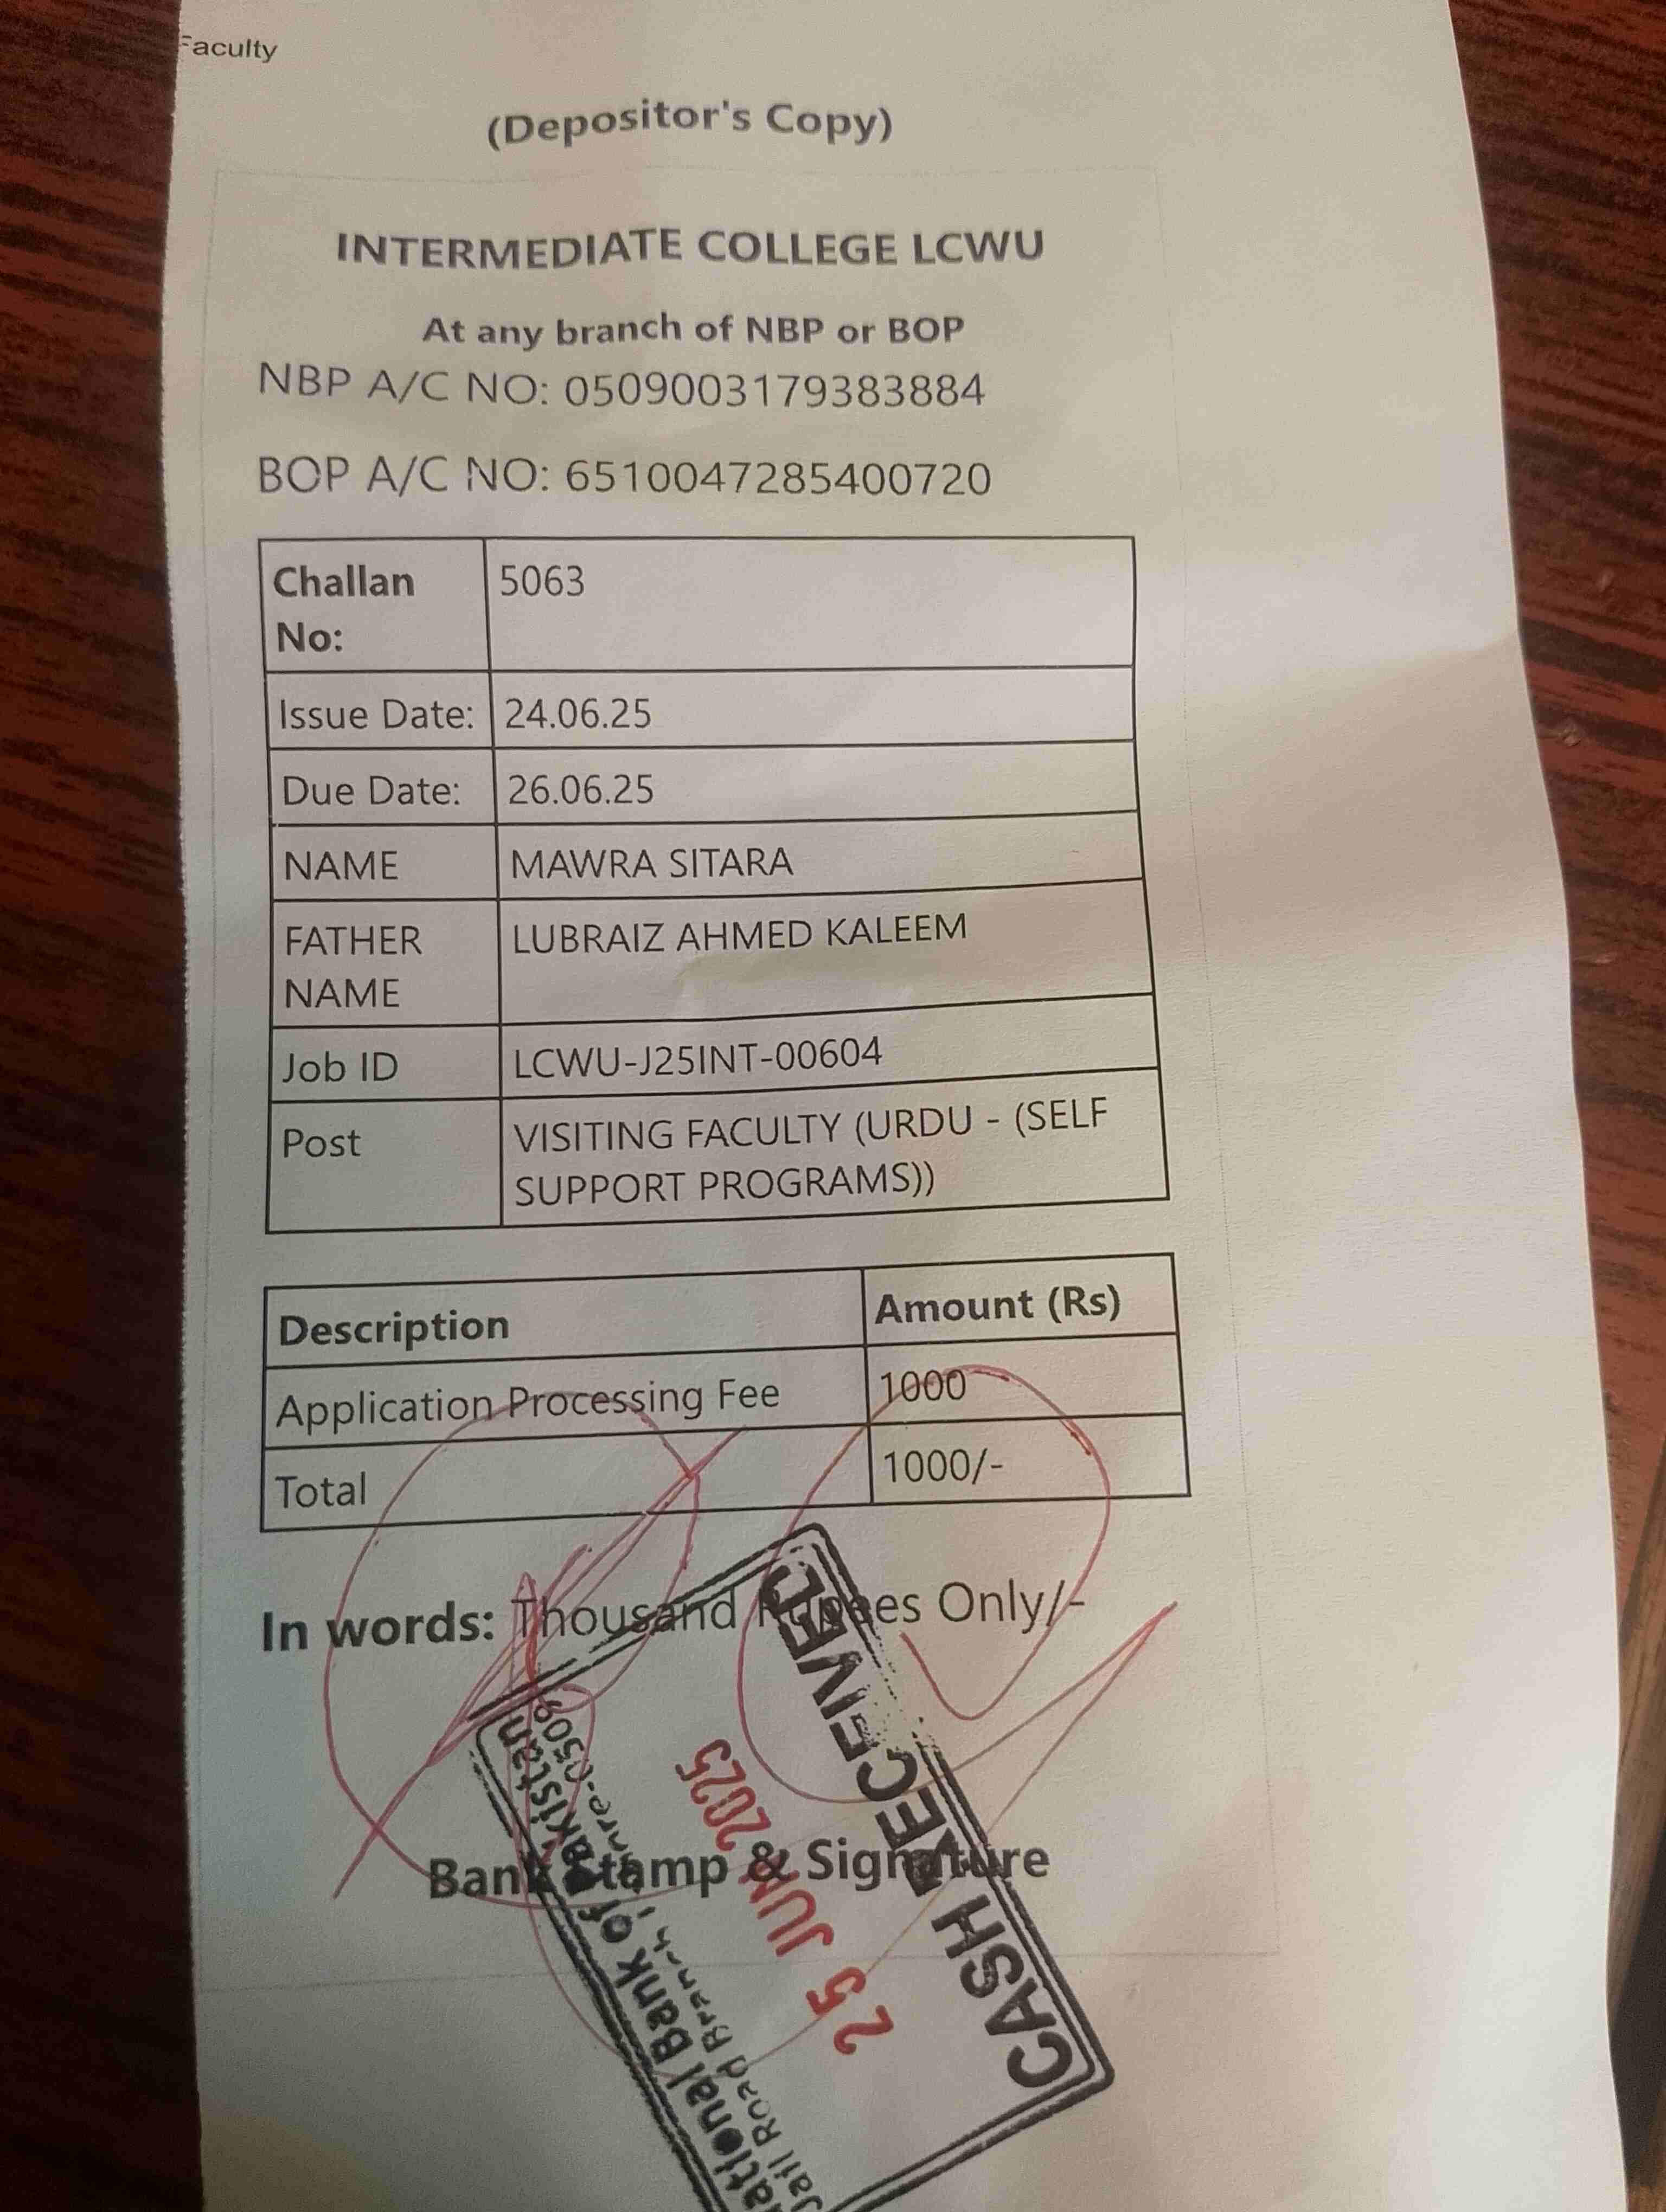 Faculty
(Depositor's Copy)
INTERMEDIATE COLLEGE LCWU
At any branch of NBP or BOP
NBP A/C NO: 0509003179383884
BOP A/C NO: 6510047285400720
Challan No: 5063
Issue Date: 24.06.25
Due Date: 26.06.25
NAME MAWRA SITARA
FATHER NAME LUBRAIZ AHMED KALEEM
Job ID LCWU-J25INT-00604
Post VISITING FACULTY (URDU - (SELF
SUPPORT PROGRAMS))
Description Amount (Rs)
Application Processing Fee 1000
Total 1000/-
In words: Thousand Rupees Only/-
Bank Stamp & Signature
CASH RECEIVED
25 JUN 2025
National Bank of Pakistan
Jail Road Branch